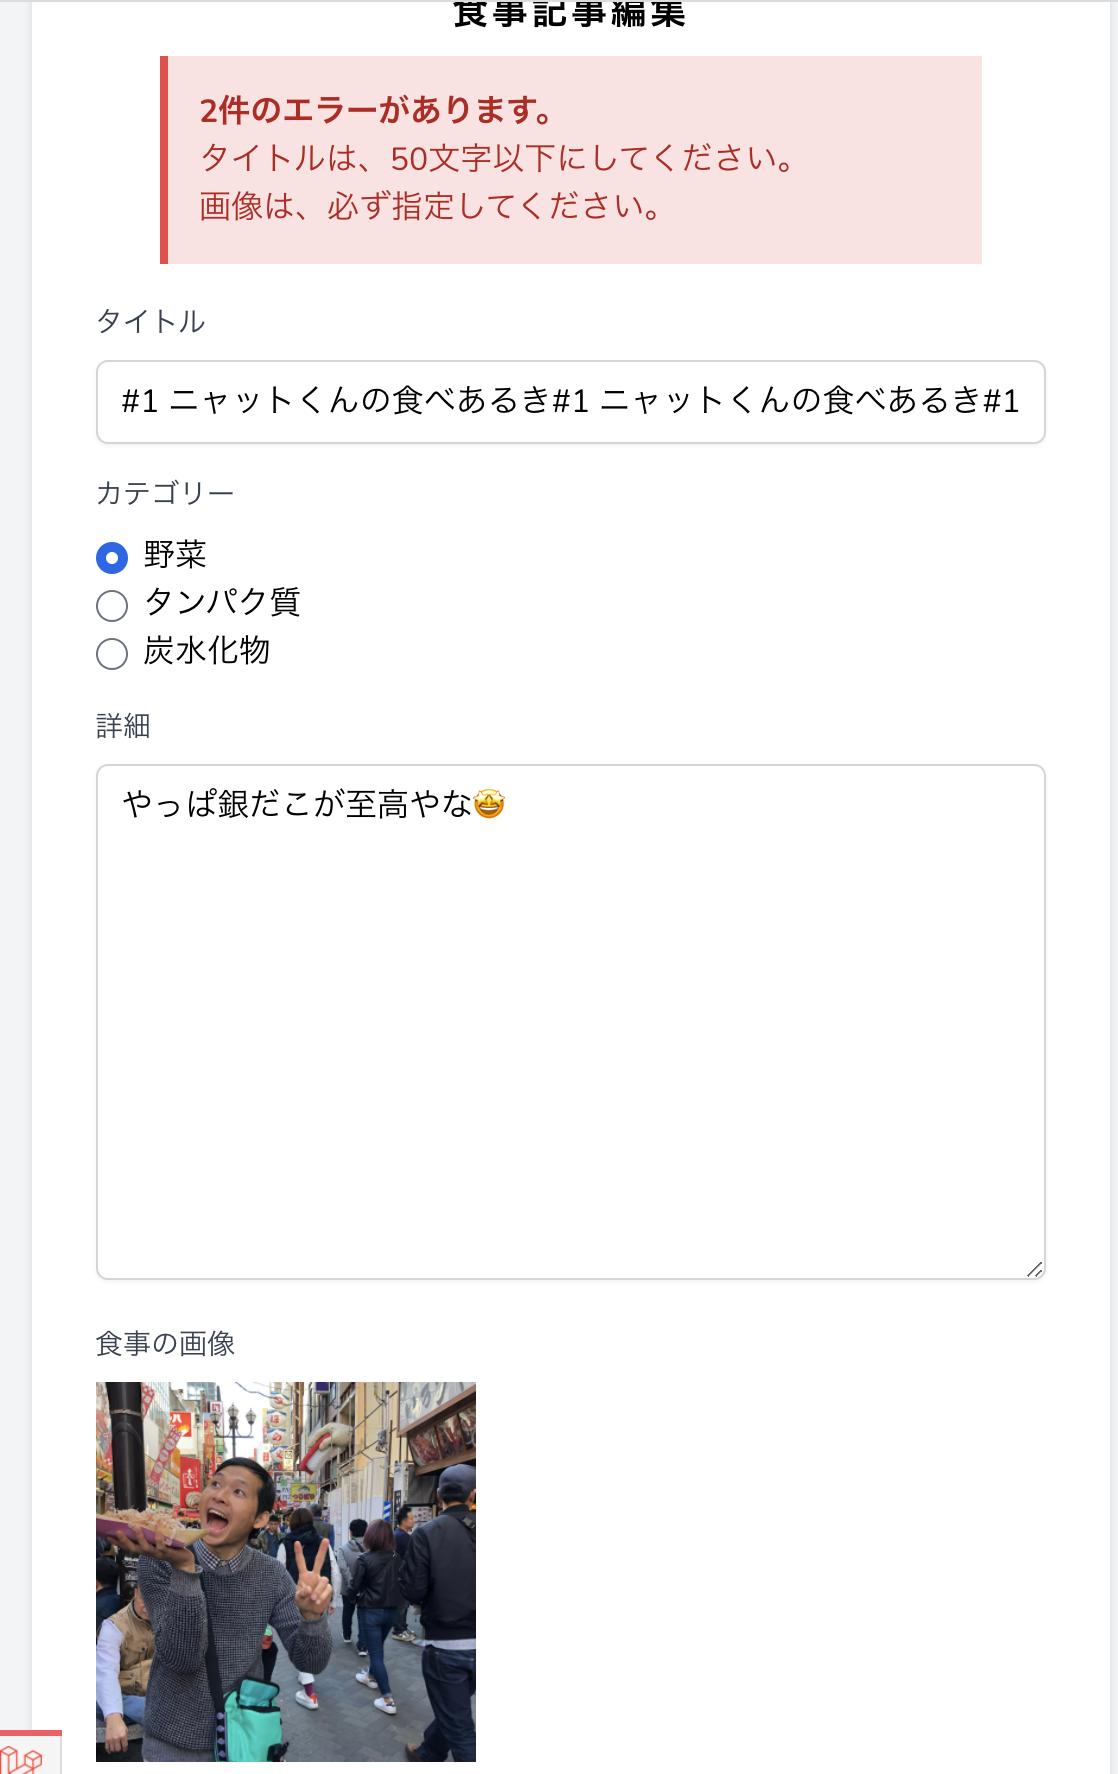 食事記事編集
2件のエラーがあります。
タイトルは、50文字以下にしてください。
画像は、必ず指定してください。
タイトル
#1 ニャットくんの食べあるき#1 ニャットくんの食べあるき#1
カテゴリー
野菜
タンパク質
炭水化物
詳細
やっぱ銀だこが至高やな🤩
食事の画像